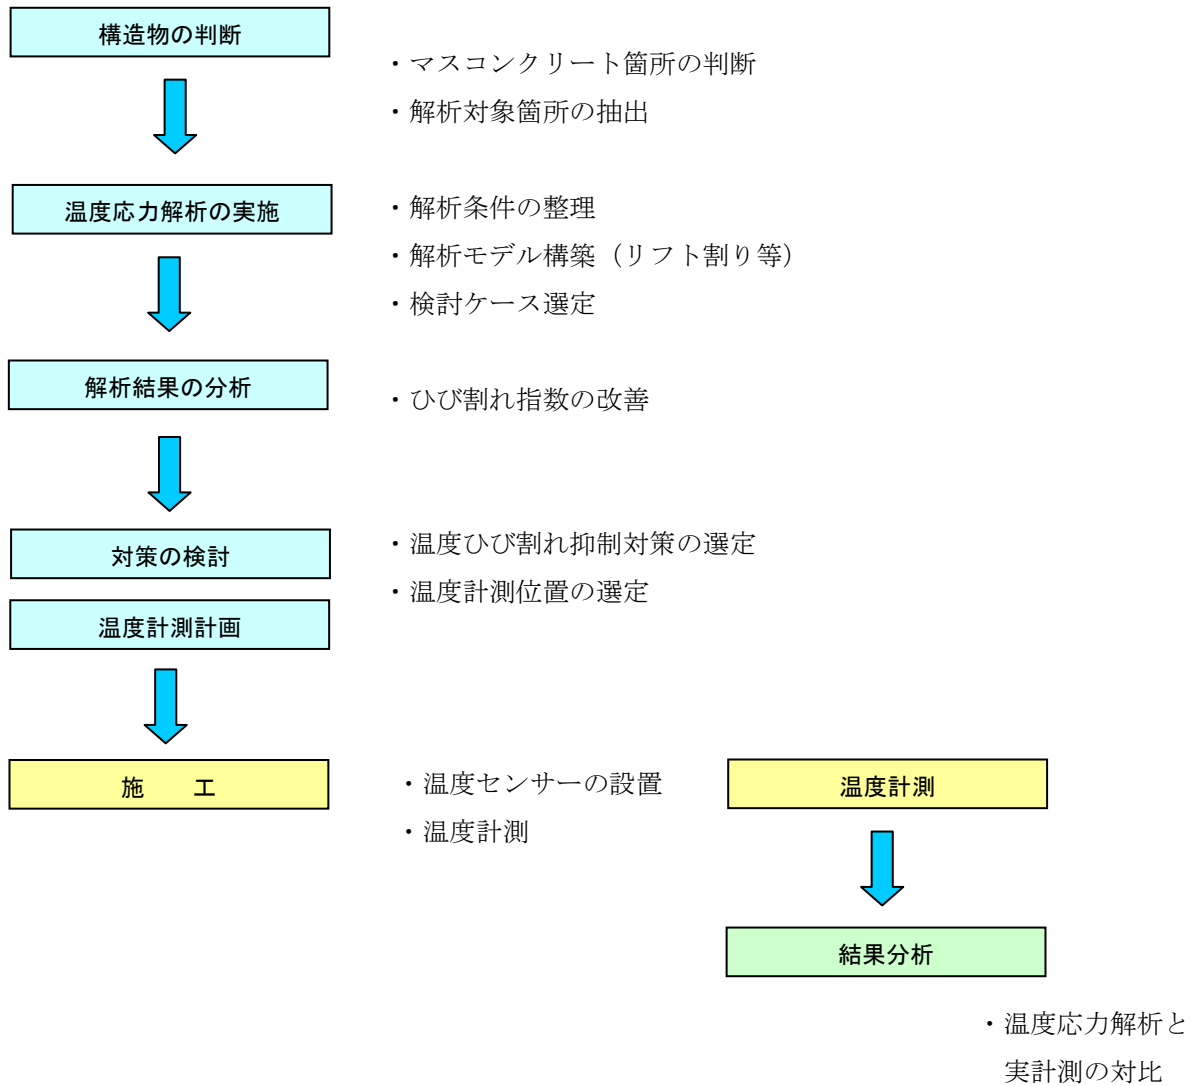 構造物の判断
・マスコンクリート箇所の判断
・解析対象箇所の抽出
温度応力解析の実施
・解析条件の整理
・解析モデル構築（リフト割り等）
・検討ケース選定
解析結果の分析
・ひび割れ指数の改善
対策の検討
・温度ひび割れ抑制対策の選定
・温度計測位置の選定
温度計測計画
施　　工
・温度センサーの設置
・温度計測
温度計測
結果分析
・温度応力解析と
実計測の対比